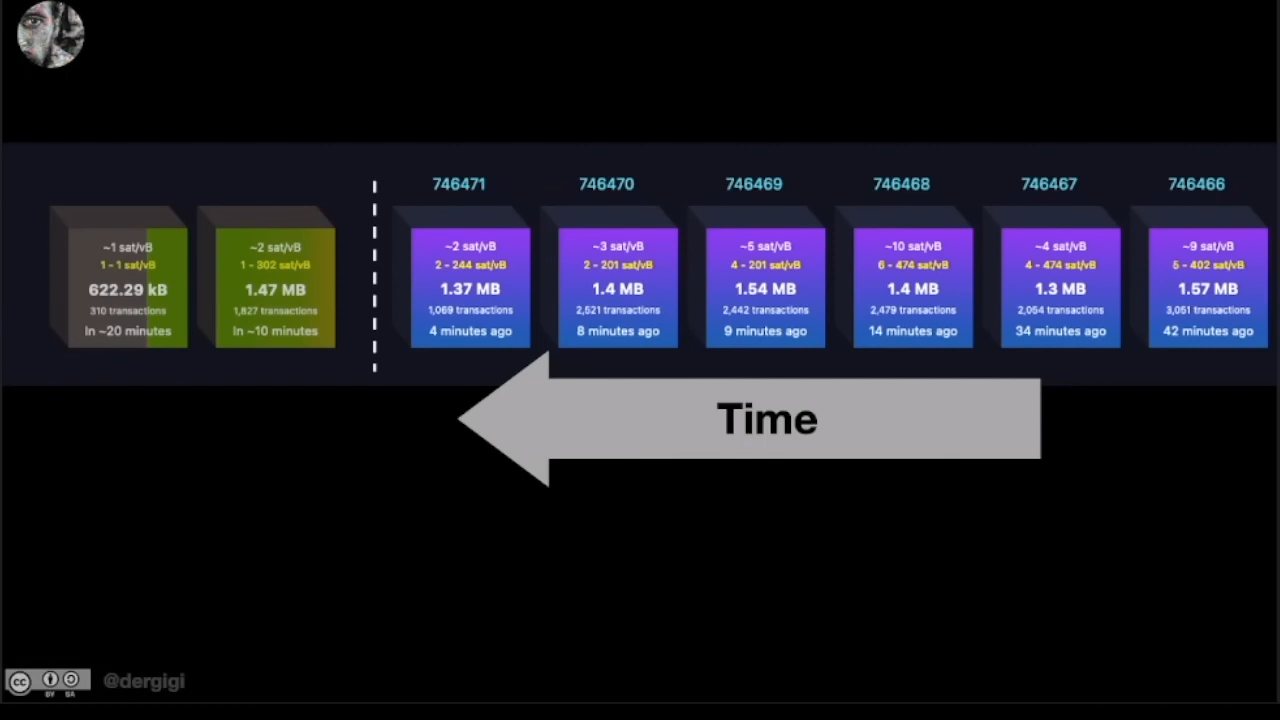 746471
746470
746469
746468
746467
746466
~1 sat/vB
1 - 1 sat/vB
622.29 kB
310 transactions
In ~20 minutes
~2 sat/vB
1 - 302 sat/vB
1.47 MB
1,827 transactions
In ~10 minutes
~2 sat/vB
2 - 244 sat/vB
1.37 MB
1,069 transactions
4 minutes ago
~3 sat/vB
2 - 201 sat/vB
1.4 MB
2,521 transactions
8 minutes ago
~5 sat/vB
4 - 201 sat/vB
1.54 MB
2,442 transactions
9 minutes ago
~10 sat/vB
6 - 474 sat/vB
1.4 MB
2,479 transactions
14 minutes ago
~4 sat/vB
4 - 474 sat/vB
1.3 MB
2,054 transactions
34 minutes ago
~9 sat/vB
5 - 402 sat/vB
1.57 MB
3,051 transactions
42 minutes ago
Time
cc
BY SA
@dergigi